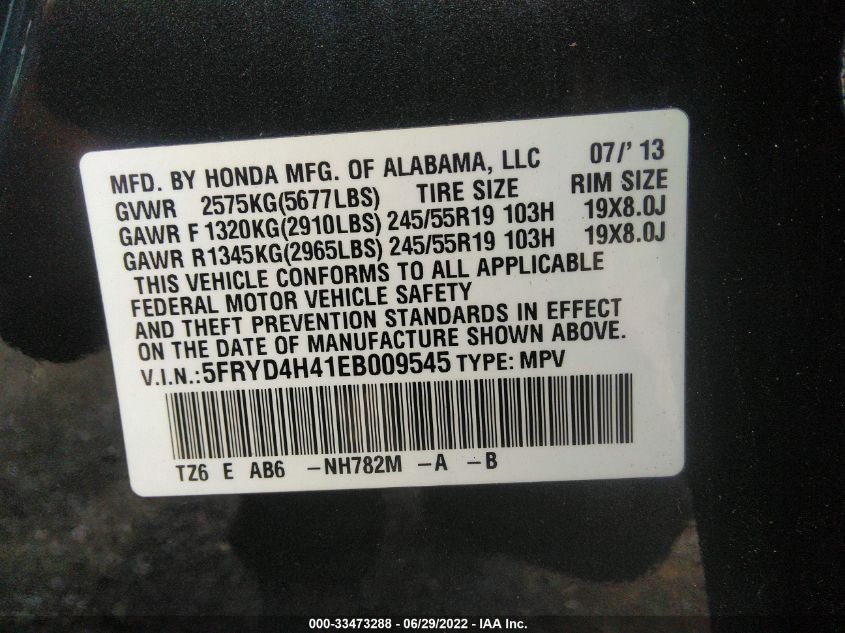 MFD. BY HONDA MFG. OF ALABAMA, LLC 07/' 13
GVWR 2575KG(5677LBS) TIRE SIZE RIM SIZE
GAWR F 1320KG(2910LBS) 245/55R19 103H 19X8.0J
GAWR R1345KG(2965LBS) 245/55R19 103H 19X8.0J
THIS VEHICLE CONFORMS TO ALL APPLICABLE
FEDERAL MOTOR VEHICLE SAFETY
AND THEFT PREVENTION STANDARDS IN EFFECT
ON THE DATE OF MANUFACTURE SHOWN ABOVE.
V.I.N.:5FRYD4H41EB009545 TYPE: MPV
TZ6 E AB6 -NH782M -A -B
000-33473288 - 06/29/2022 - IAA Inc.